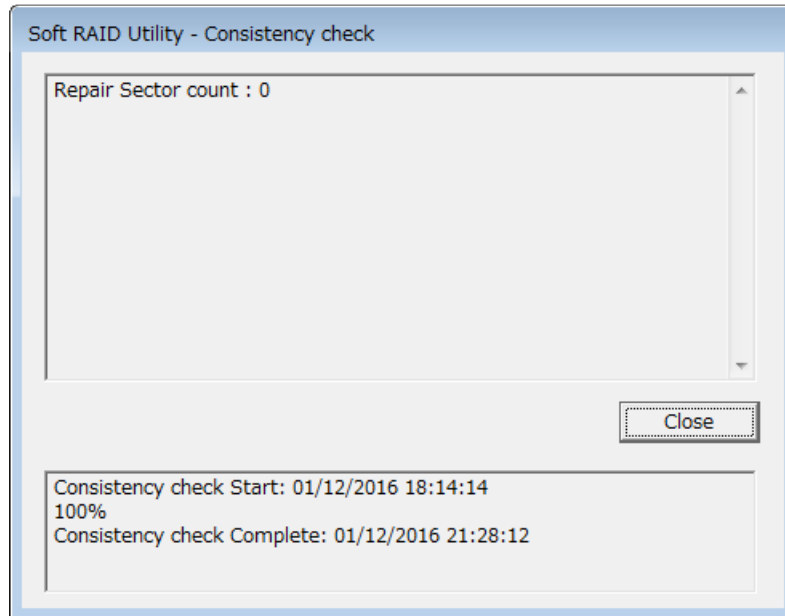 Soft RAID Utility - Consistency check
Repair Sector count : 0
Close
Consistency check Start: 01/12/2016 18:14:14
100%
Consistency check Complete: 01/12/2016 21:28:12